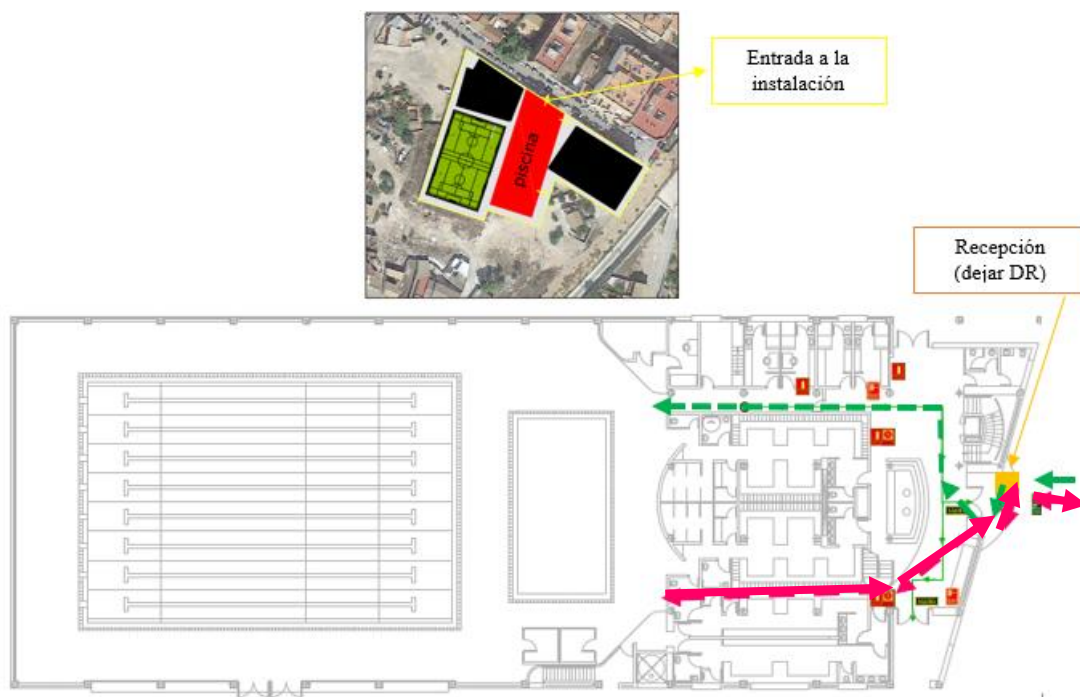 Entrada a la
instalación
piscina
Recepción
(dejar DR)